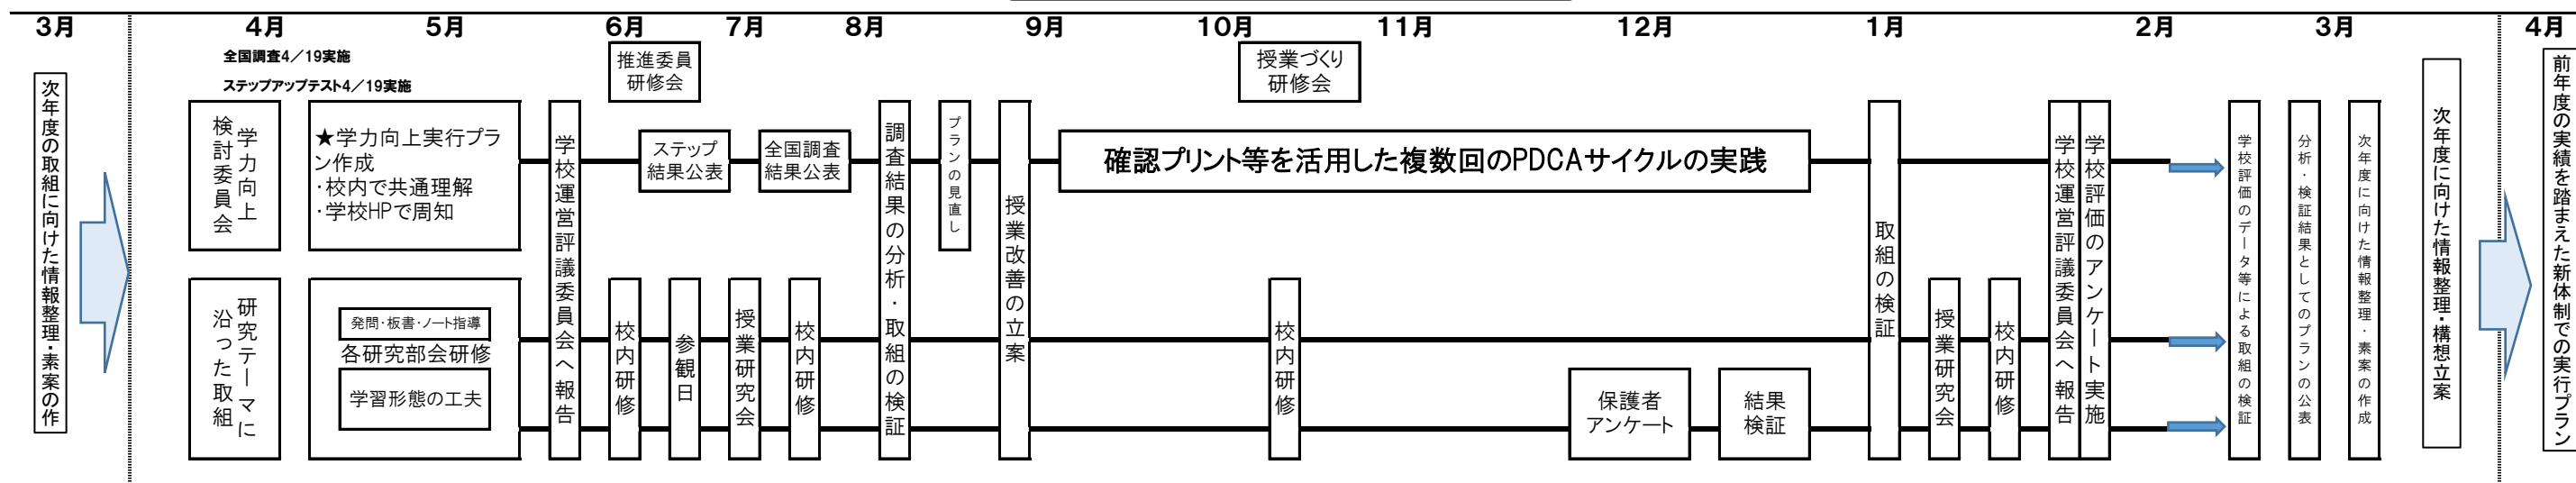 3月
4月
5月
6月
7月
8月
9月
10月
11月
12月
1月
2月
3月
4月
全国調査4／19実施
ステップアップテスト4／19実施
推進委員
研修会
授業づくり
研修会
次年度の取組に向けた情報整理・素案の作
学力向上
検討委員会
★学力向上実行プラ
ン作成
・校内で共通理解
・学校HPで周知
学校運営評議委員会へ報告
ステップ
結果公表
全国調査
結果公表
調査結果の分析・取組の検証
プランの見直し
授業改善の立案
確認プリント等を活用した複数回のPDCAサイクルの実践
取組の検証
学校運営評議委員会へ報告
学校評価のアンケート実施
学校評価のデータ等による取組の検証
分析・検証結果としてのプランの公表
次年度に向けた情報整理・素案の作成
次年度に向けた情報整理・構想立案
前年度の実績を踏まえた新体制での実行プラン
研究テーマに
沿った取組
発問・板書・ノート指導
各研究部会研修
学習形態の工夫
校内研修
参観日
授業研究会
校内研修
校内研修
保護者
アンケート
結果
検証
授業研究会
校内研修